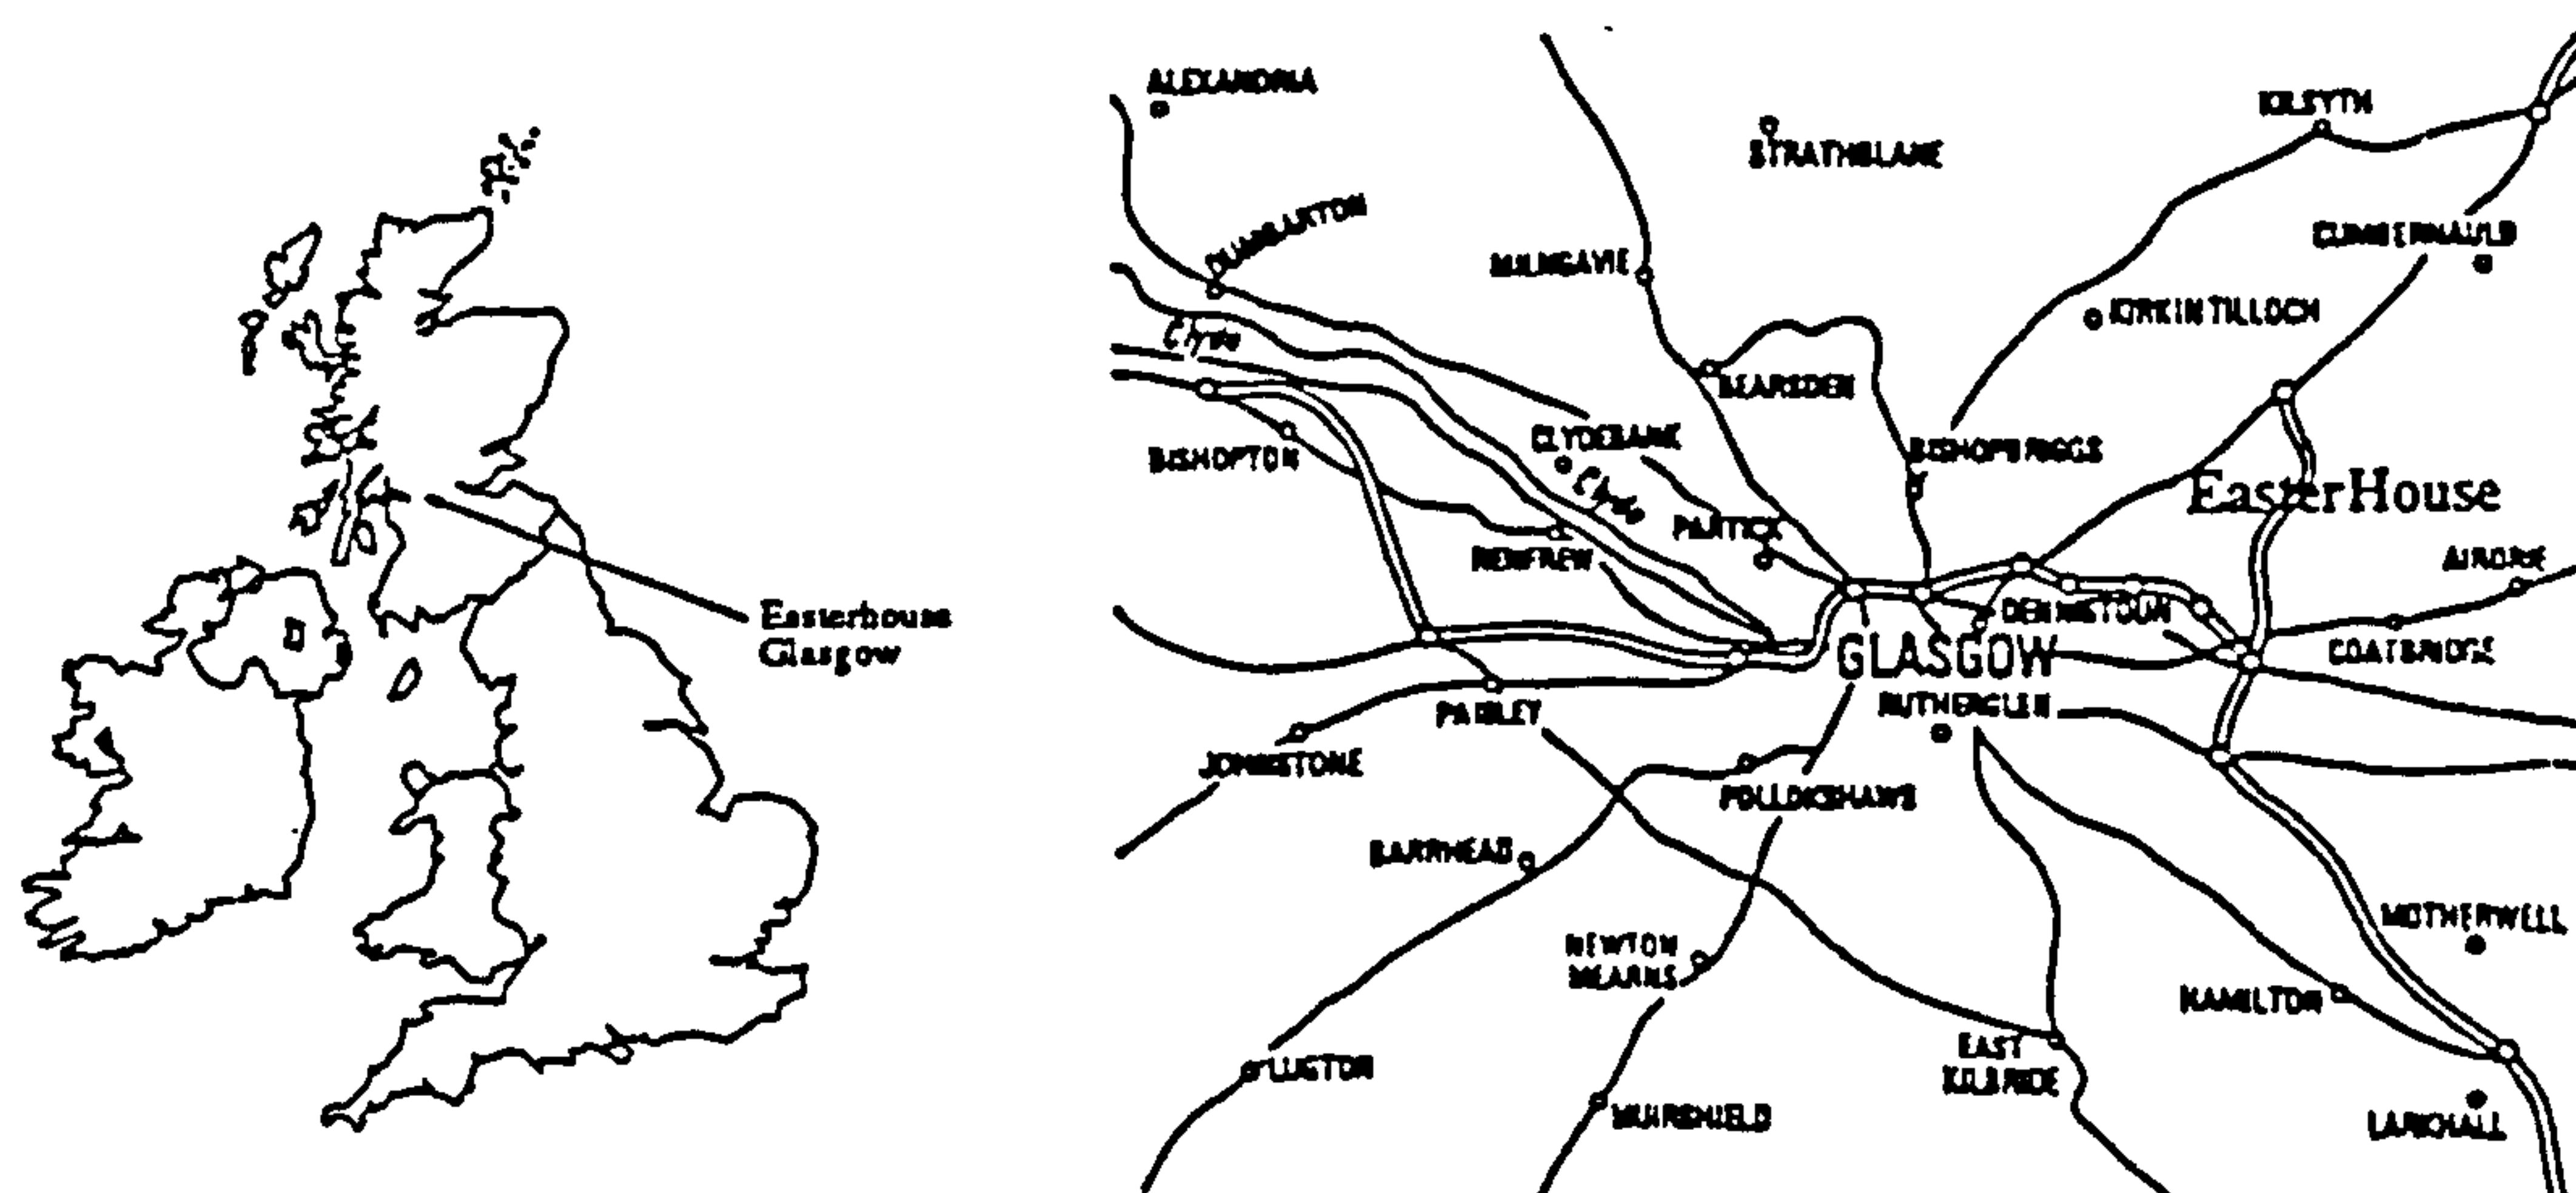 Easterhouse
Glasgow
ALEXANDRIA
STRATHBLANE
KILSYTH
DUMBARTON
CUMBERNAULD
MILNGAVIE
KIRKINTILLOCH
Clyde
BEARSDEN
BISHOPTON
CLYDEBANK
BISHOPBRIGGS
EasterHouse
Clyde
PARTICK
RENFREW
AIRDRIE
DENNISTOUN
GLASGOW
COATBRIDGE
PAISLEY
RUTHERGLEN
JOHNSTONE
POLLOKSHAWS
BARRHEAD
NEWTON
MEARNS
MOTHERWELL
HAMILTON
LUGTON
EAST
KILBRIDE
MUIRSHIELD
LARKHALL